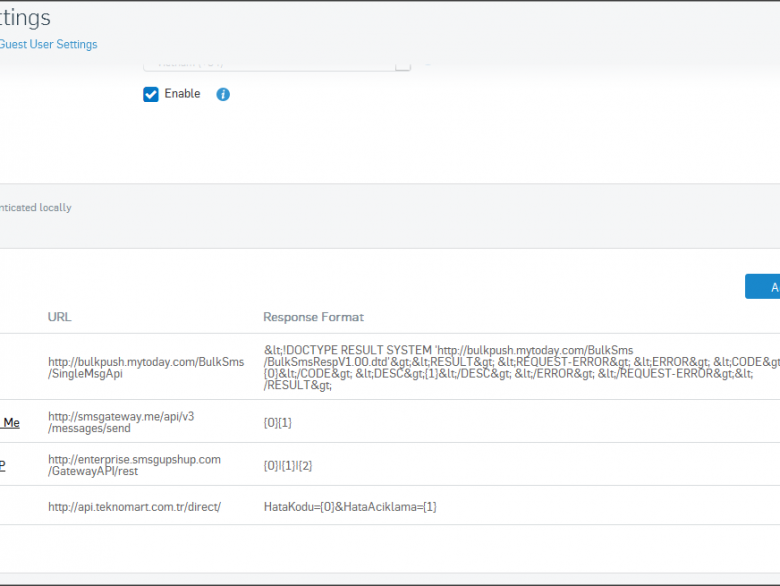 ttings
Guest User Settings
Enable
nticated locally
A
URL Response Format
http://bulkpush.mytoday.com/BulkSms
/SingleMsgApi
&lt;!DOCTYPE RESULT SYSTEM 'http://bulkpush.mytoday.com/BulkSms
/BulkSmsRespV1.00.dtd'&gt;&lt;RESULT&gt; &lt;REQUEST-ERROR&gt; &lt;ERROR&gt; &lt;CODE&gt
[0]&lt;/CODE&gt; &lt;DESC&gt;[1]&lt;/DESC&gt; &lt;/ERROR&gt; &lt;/REQUEST-ERROR&gt;&lt;
/RESULT&gt;
Me
http://smsgateway.me/api/v3
/messages/send
[0][1]
P
http://enterprise.smsgupshup.com
/GatewayAPI/rest
[0]|[1]|[2]
http://api.teknomart.com.tr/direct/ HataKodu=[0]&HataAciklama=[1]